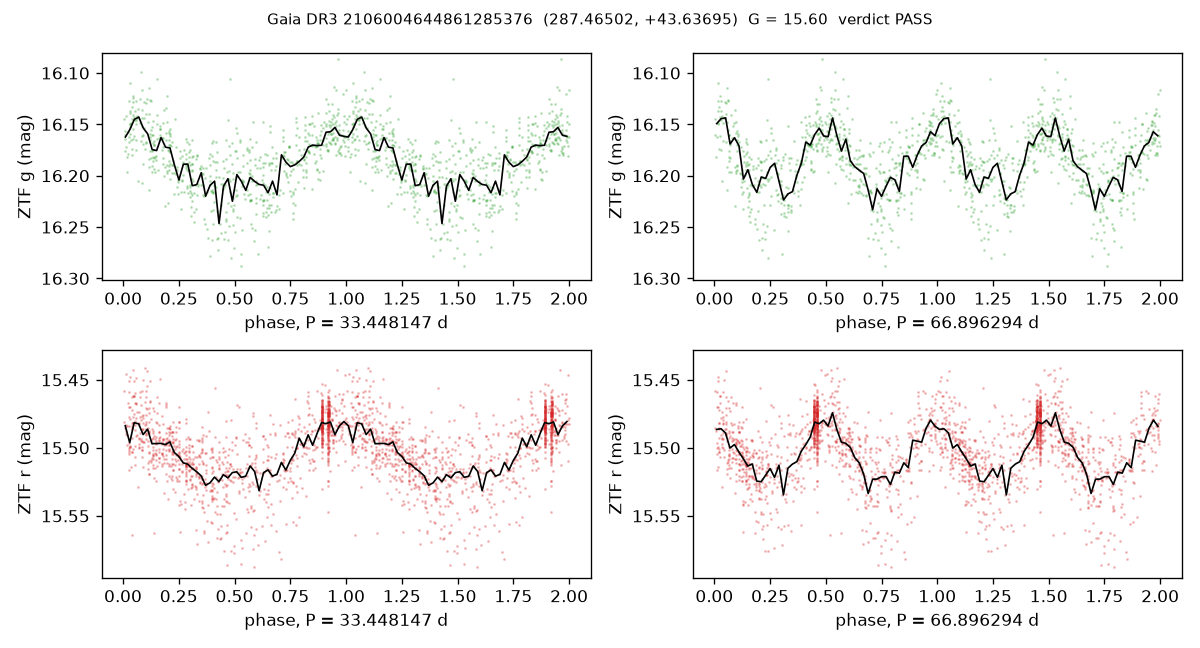 Gaia DR3 2106004644861285376  (287.46502, +43.63695)  G = 15.60  verdict PASS
ZTF g (mag)
16.10
16.15
16.20
16.25
16.30
0.00 0.25 0.50 0.75 1.00 1.25 1.50 1.75 2.00
phase, P = 33.448147 d
ZTF g (mag)
16.10
16.15
16.20
16.25
16.30
0.00 0.25 0.50 0.75 1.00 1.25 1.50 1.75 2.00
phase, P = 66.896294 d
ZTF r (mag)
15.45
15.50
15.55
0.00 0.25 0.50 0.75 1.00 1.25 1.50 1.75 2.00
phase, P = 33.448147 d
ZTF r (mag)
15.45
15.50
15.55
0.00 0.25 0.50 0.75 1.00 1.25 1.50 1.75 2.00
phase, P = 66.896294 d